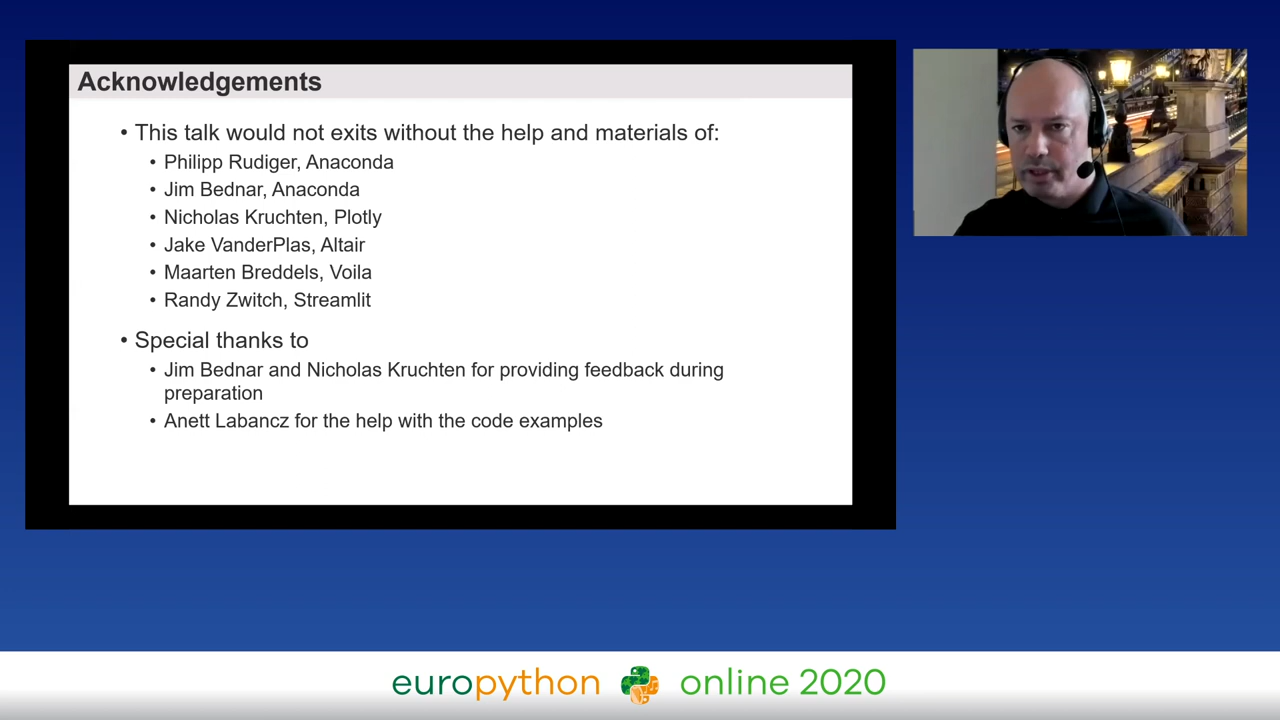 Acknowledgements
• This talk would not exits without the help and materials of:
• Philipp Rudiger, Anaconda
• Jim Bednar, Anaconda
• Nicholas Kruchten, Plotly
• Jake VanderPlas, Altair
• Maarten Breddels, Voila
• Randy Zwitch, Streamlit
• Special thanks to
• Jim Bednar and Nicholas Kruchten for providing feedback during
preparation
• Anett Labancz for the help with the code examples
europython online 2020